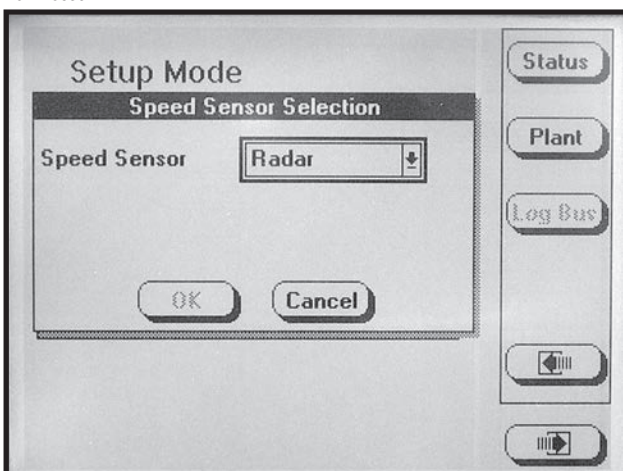 Setup Mode
Speed Sensor Selection
Speed Sensor
Radar
OK
Cancel
Status
Plant
Log Bus